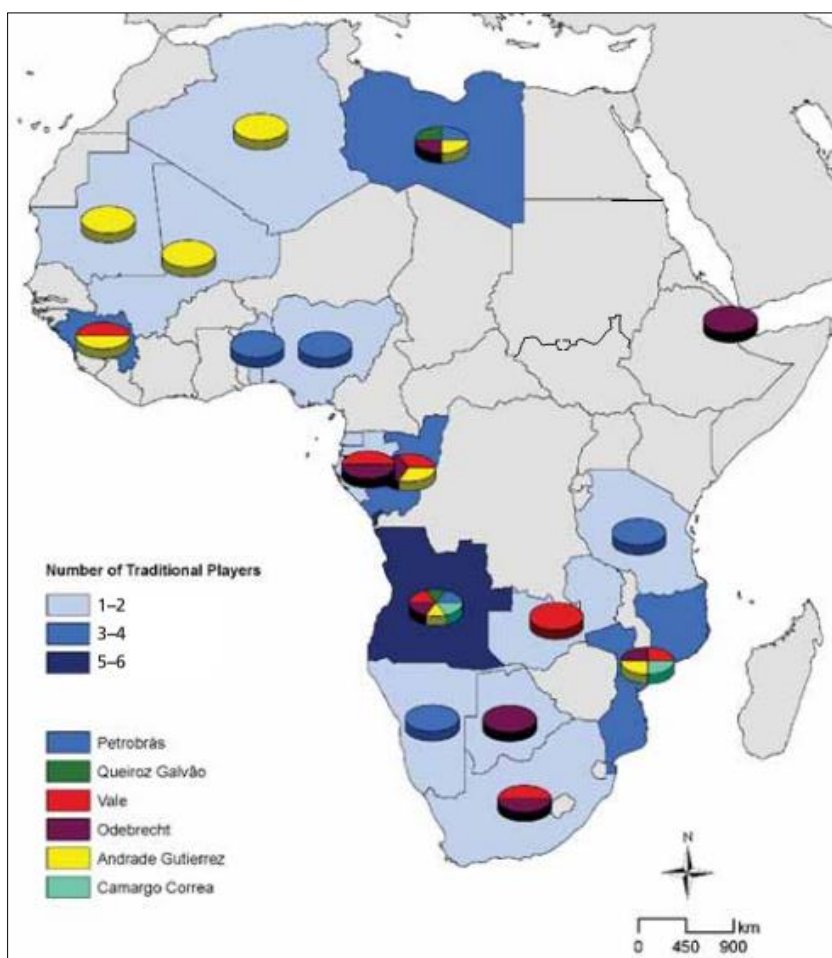 Number of Traditional Players
1–2
3–4
5–6
Petrobrás
Queiroz Galvão
Vale
Odebrecht
Andrade Gutierrez
Camargo Correa
N
km
0 450 900